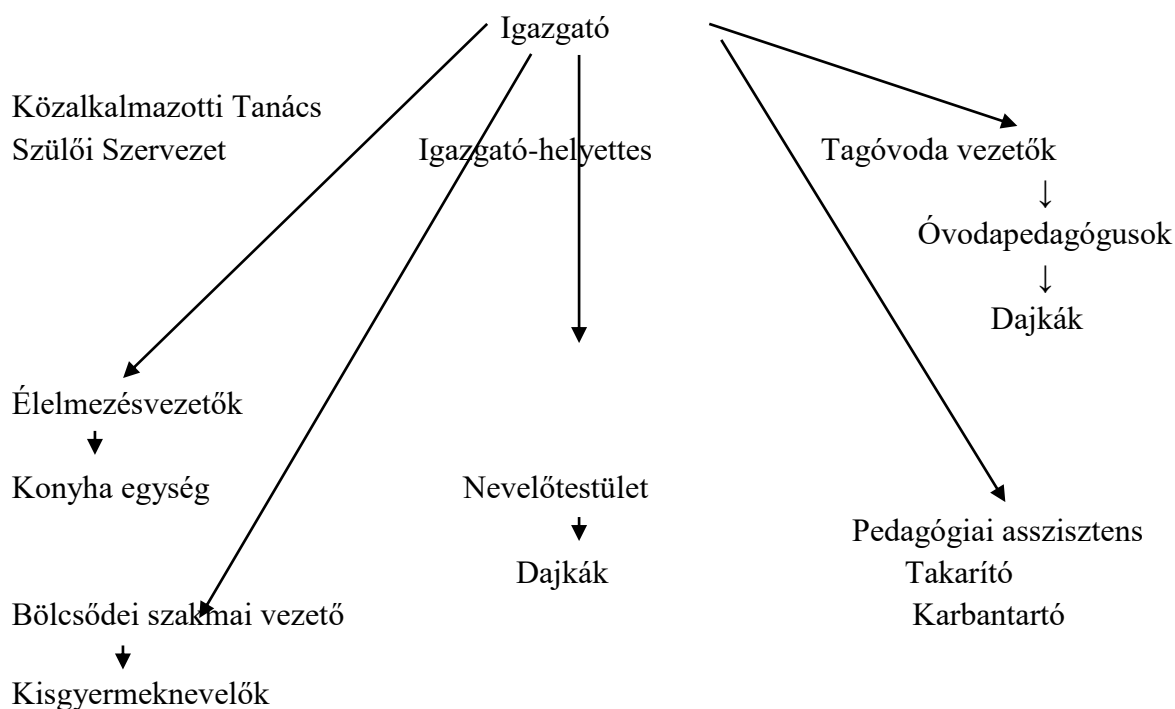 Igazgató
Közalkalmazotti Tanács
Szülői Szervezet
Igazgató-helyettes
Tagóvoda vezetők
↓
Óvodapedagógusok
↓
Dajkák
Élelmezésvezetők
Konyha egység
Nevelőtestület
Dajkák
Pedagógiai asszisztens
Takarító
Karbantartó
Bölcsődei szakmai vezető
Kisgyermeknevelők